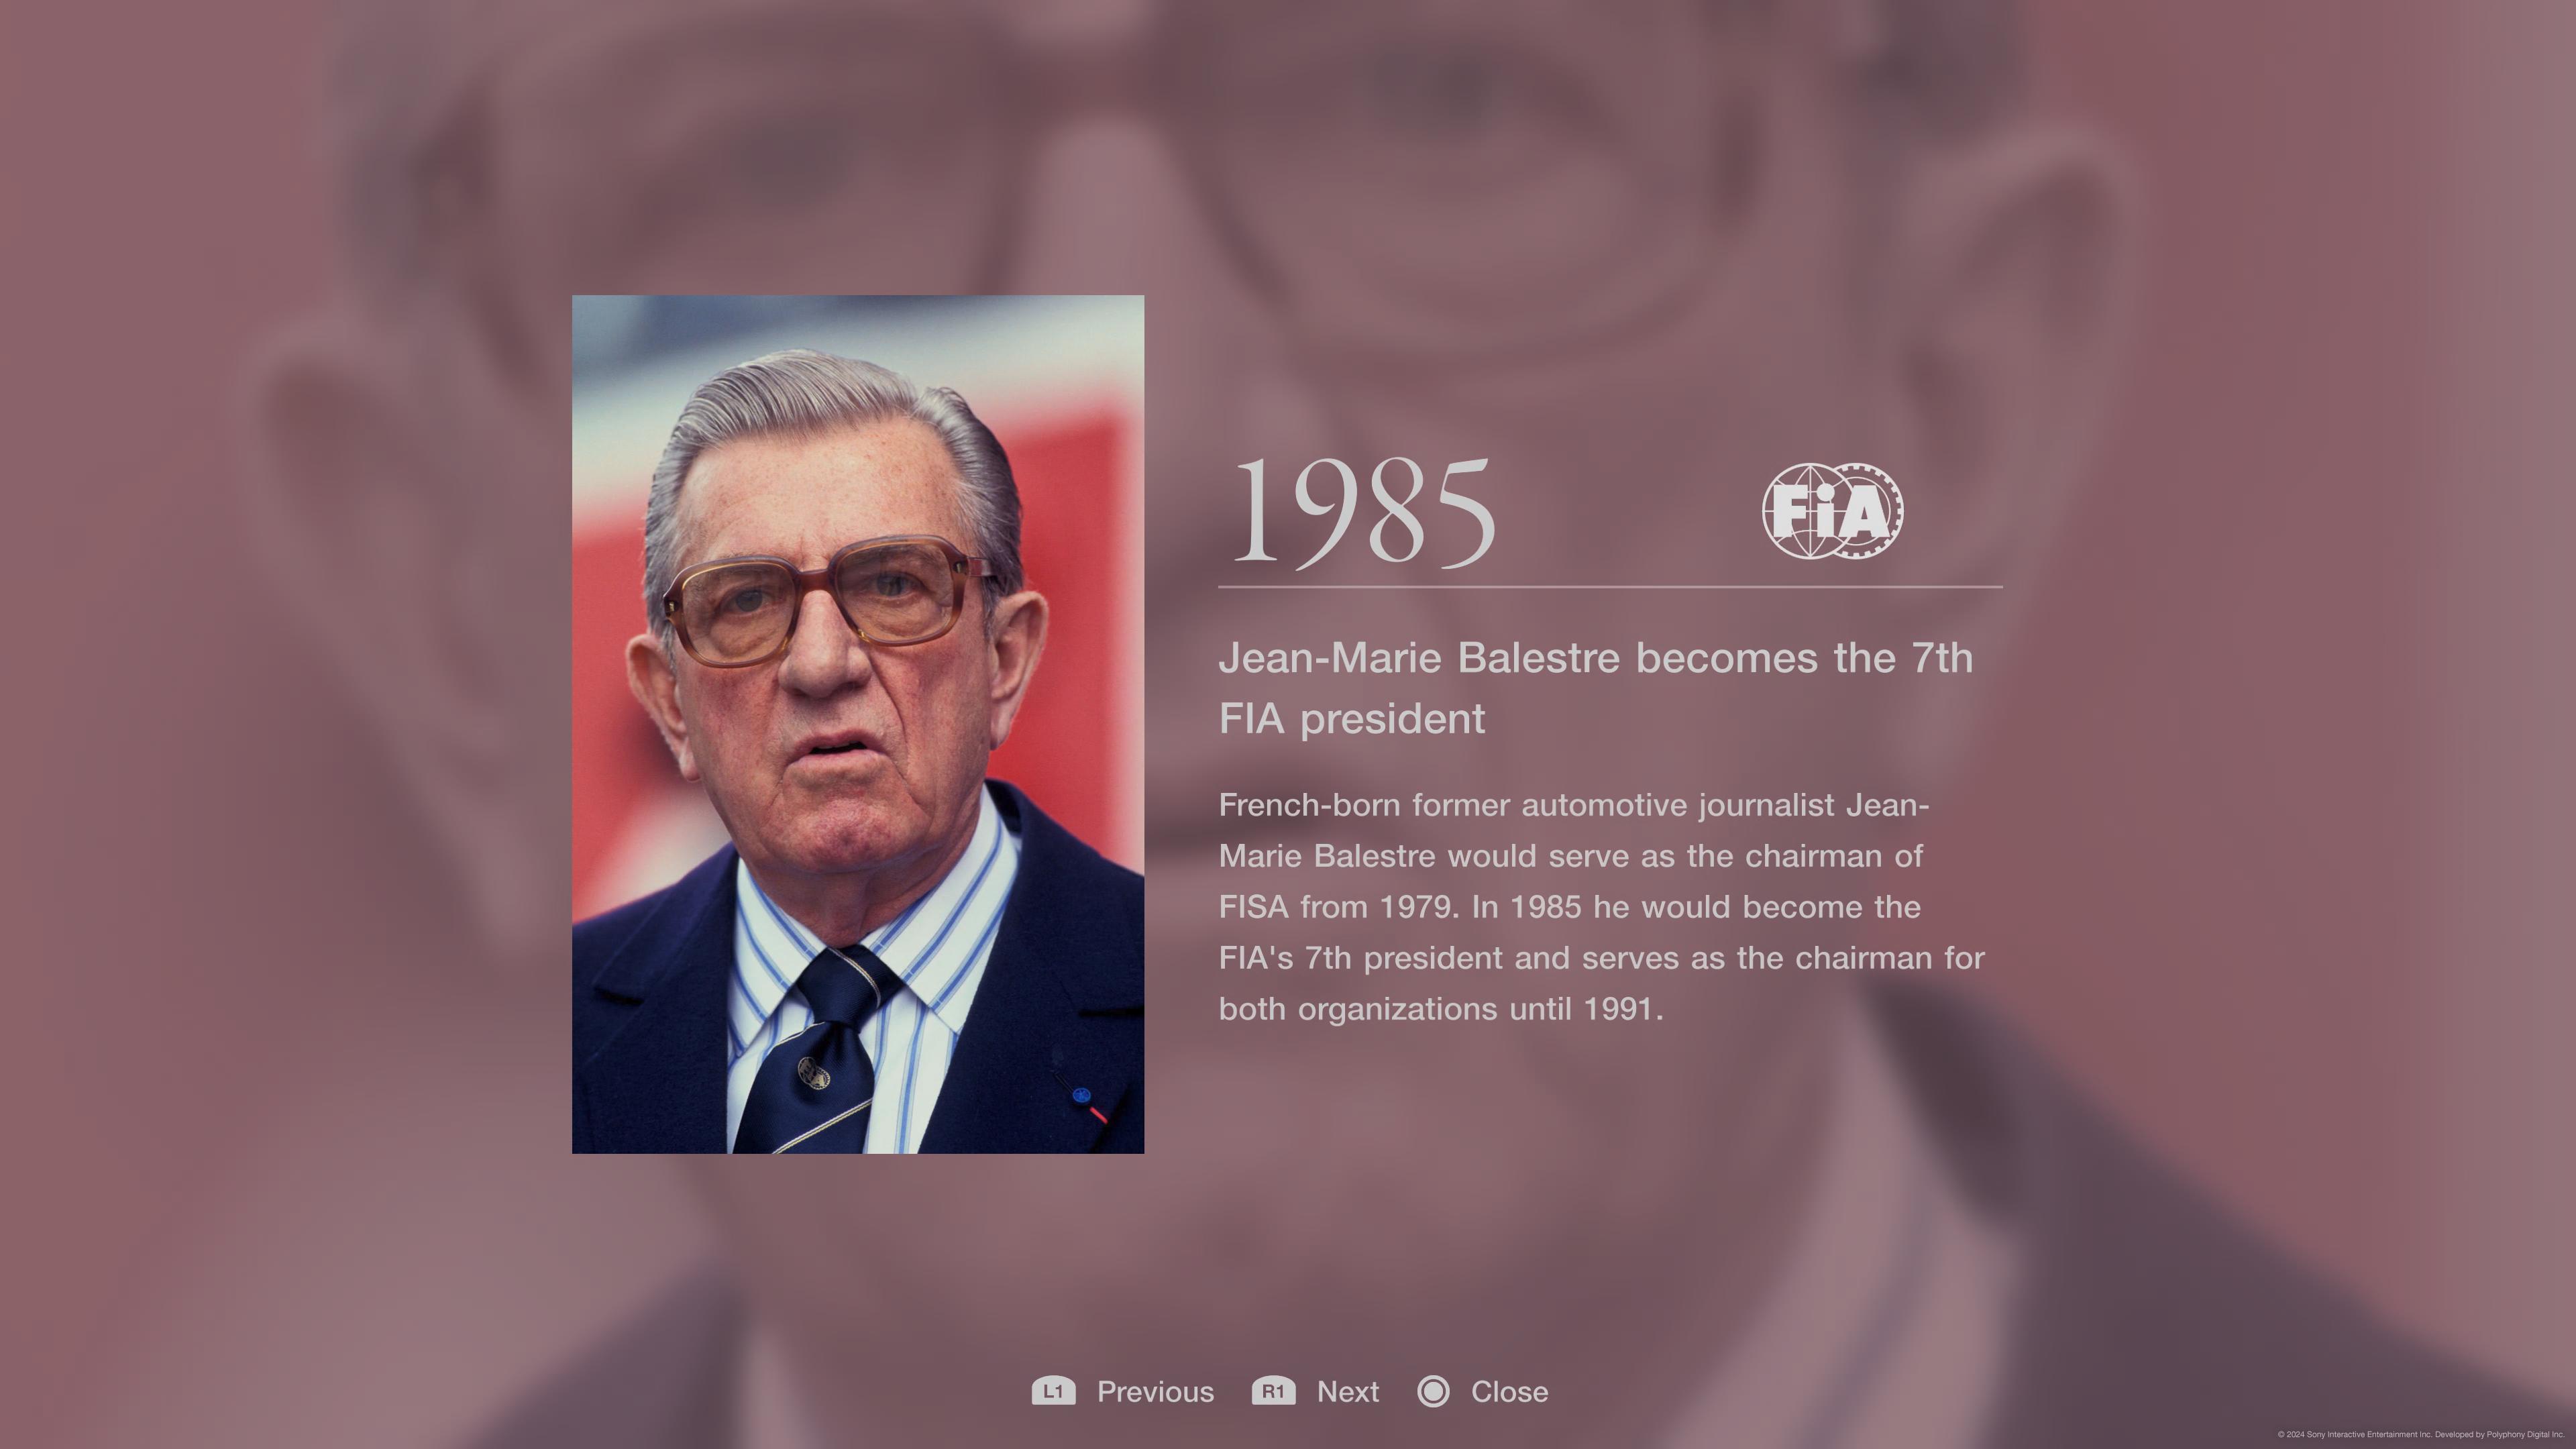 1985
FiA
Jean-Marie Balestre becomes the 7th
FIA president
French-born former automotive journalist Jean-
Marie Balestre would serve as the chairman of
FISA from 1979. In 1985 he would become the
FIA's 7th president and serves as the chairman for
both organizations until 1991.
L1 Previous R1 Next Close
© 2024 Sony Interactive Entertainment Inc. Developed by Polyphony Digital Inc.